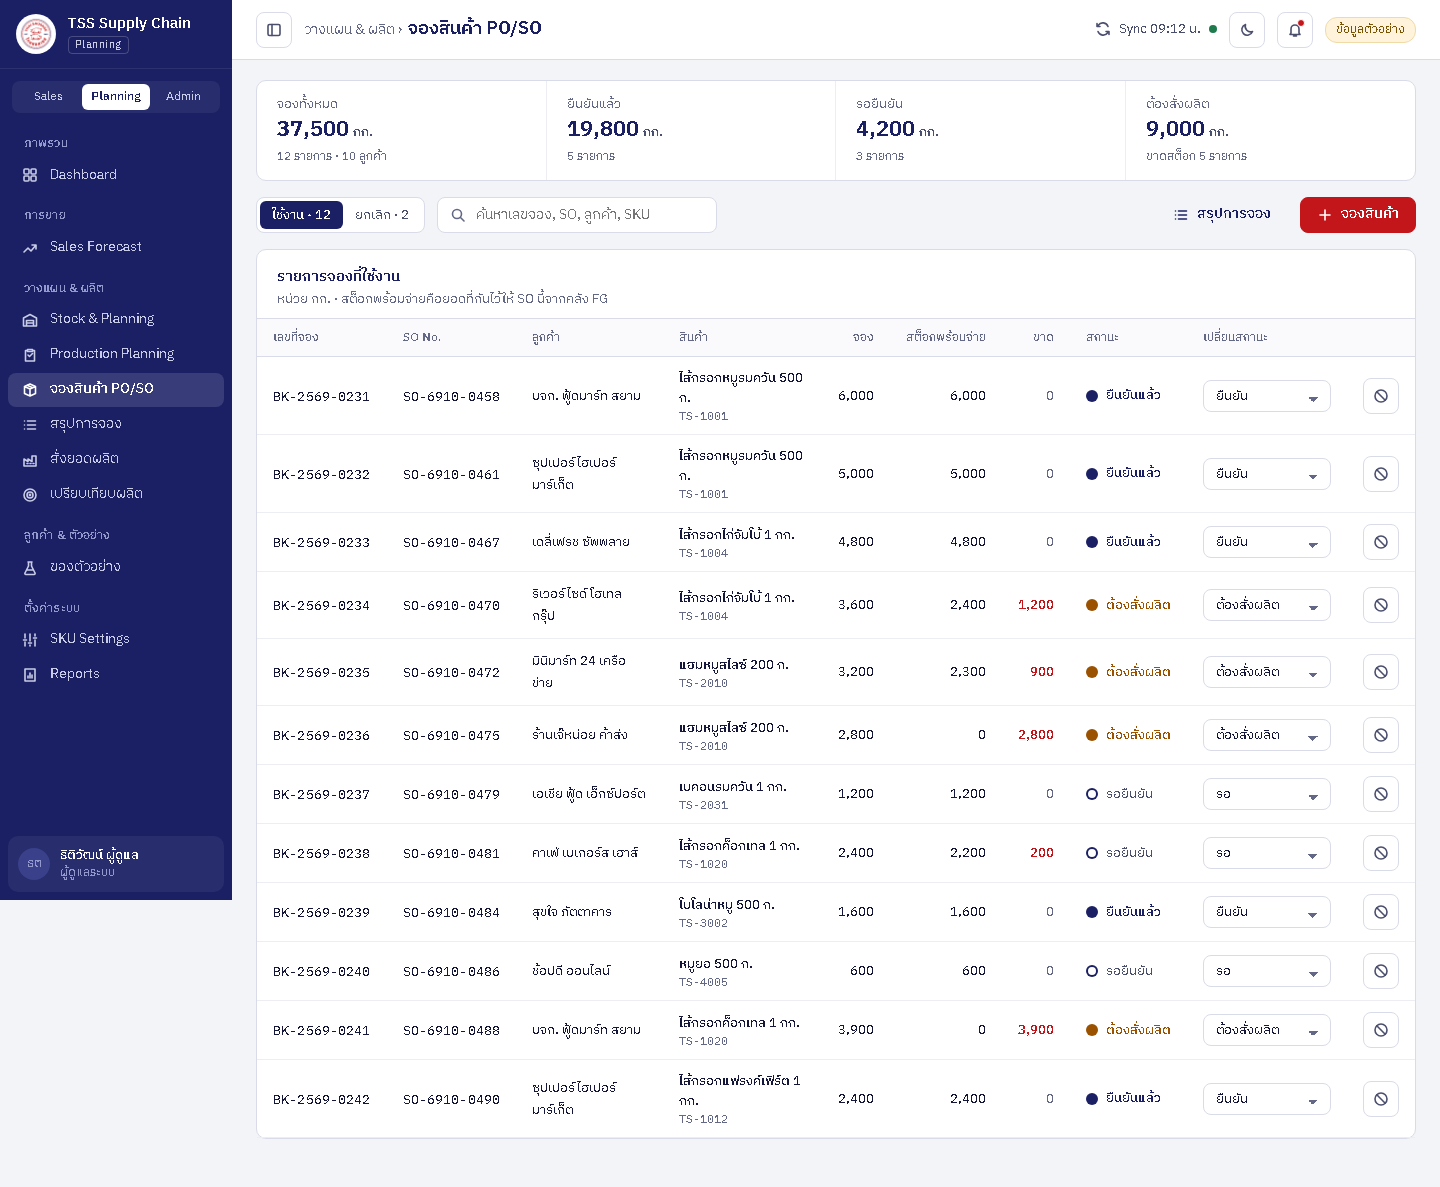 TSS Supply Chain
Planning
Sales
Planning
Admin
ภาพรวม
Dashboard
การขาย
Sales Forecast
วางแผน & ผลิต
Stock & Planning
Production Planning
จองสินค้า PO/SO
สรุปการจอง
สั่งยอดผลิต
เปรียบเทียบผลิต
ลูกค้า & ตัวอย่าง
ของตัวอย่าง
ตั้งค่าระบบ
SKU Settings
Reports
ธต
ธิติวัฒน์ ผู้ดูแล
ผู้ดูแลระบบ
วางแผน & ผลิต › จองสินค้า PO/SO
Sync 09:12 น.
ข้อมูลตัวอย่าง
จองทั้งหมด
37,500 กก.
12 รายการ · 10 ลูกค้า
ยืนยันแล้ว
19,800 กก.
5 รายการ
รอยืนยัน
4,200 กก.
3 รายการ
ต้องสั่งผลิต
9,000 กก.
ขาดสต็อก 5 รายการ
ใช้งาน · 12
ยกเลิก · 2
ค้นหาเลขจอง, SO, ลูกค้า, SKU
สรุปการจอง
จองสินค้า
รายการจองที่ใช้งาน
หน่วย กก. · สต็อกพร้อมจ่ายคือยอดที่กันไว้ให้ SO นี้จากคลัง FG
เลขที่จอง SO No. ลูกค้า สินค้า จอง สต็อกพร้อมจ่าย ขาด สถานะ เปลี่ยนสถานะ
ไส้กรอกหมูรมควัน 500
BK-2569-0231 SO-6910-0458 บจก. ฟู้ดมาร์ท สยาม ก. 6,000 6,000 0 ยืนยันแล้ว ยืนยัน
TS-1001
ซุปเปอร์ไฮเปอร์ ไส้กรอกหมูรมควัน 500
BK-2569-0232 SO-6910-0461 มาร์เก็ต ก. 5,000 5,000 0 ยืนยันแล้ว ยืนยัน
TS-1001
BK-2569-0233 SO-6910-0467 เดลี่เฟรช ซัพพลาย ไส้กรอกไก่จัมโบ้ 1 กก. 4,800 4,800 0 ยืนยันแล้ว ยืนยัน
TS-1004
ริเวอร์ไซด์ โฮเทล ไส้กรอกไก่จัมโบ้ 1 กก.
BK-2569-0234 SO-6910-0470 กรุ๊ป TS-1004 3,600 2,400 1,200 ต้องสั่งผลิต ต้องสั่งผลิต
มินิมาร์ท 24 เครือ แฮมหมูสไลซ์ 200 ก.
BK-2569-0235 SO-6910-0472 ข่าย TS-2010 3,200 2,300 900 ต้องสั่งผลิต ต้องสั่งผลิต
BK-2569-0236 SO-6910-0475 ร้านเจ๊หน่อย ค้าส่ง แฮมหมูสไลซ์ 200 ก. 2,800 0 2,800 ต้องสั่งผลิต ต้องสั่งผลิต
TS-2010
BK-2569-0237 SO-6910-0479 เอเชีย ฟู้ด เอ็กซ์ปอร์ต เบคอนรมควัน 1 กก. 1,200 1,200 0 รอยืนยัน รอ
TS-2031
BK-2569-0238 SO-6910-0481 คาเฟ่ เบเกอร์ส เฮาส์ ไส้กรอกค็อกเทล 1 กก. 2,400 2,200 200 รอยืนยัน รอ
TS-1020
BK-2569-0239 SO-6910-0484 สุขใจ ภัตตาคาร โบโลน่าหมู 500 ก. 1,600 1,600 0 ยืนยันแล้ว ยืนยัน
TS-3002
BK-2569-0240 SO-6910-0486 ช้อปดี ออนไลน์ หมูยอ 500 ก. 600 600 0 รอยืนยัน รอ
TS-4005
BK-2569-0241 SO-6910-0488 บจก. ฟู้ดมาร์ท สยาม ไส้กรอกค็อกเทล 1 กก. 3,900 0 3,900 ต้องสั่งผลิต ต้องสั่งผลิต
TS-1020
ซุปเปอร์ไฮเปอร์ ไส้กรอกแฟรงค์เฟิร์ต 1
BK-2569-0242 SO-6910-0490 มาร์เก็ต กก. 2,400 2,400 0 ยืนยันแล้ว ยืนยัน
TS-1012